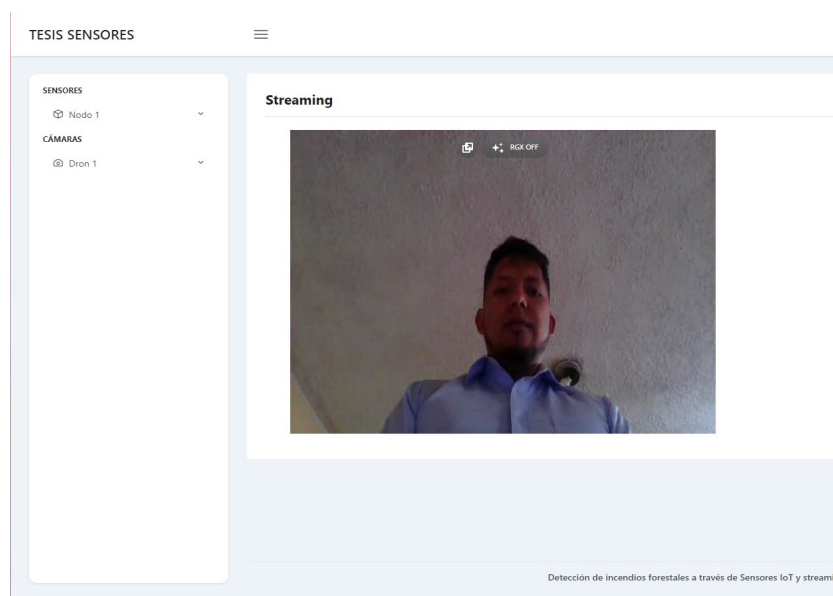 TESIS SENSORES
SENSORES
Nodo 1
CÁMARAS
Dron 1
Streaming
RGX OFF
Detección de incendios forestales a través de Sensores IoT y streami